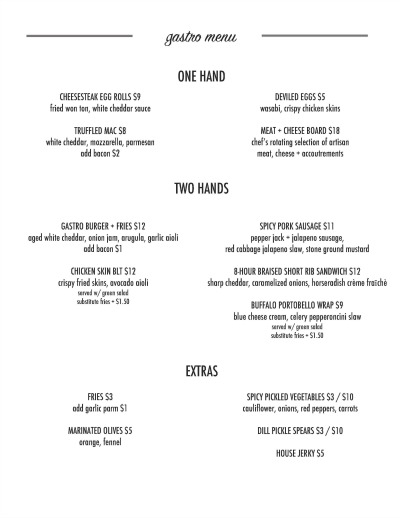 gastro menu
ONE HAND
CHEESESTEAK EGG ROLLS $9
fried won ton, white cheddar sauce
TRUFFLED MAC $8
white cheddar, mozzarella, parmesan
add bacon $2
DEVILED EGGS $5
wasabi, crispy chicken skins
MEAT + CHEESE BOARD $18
chef's rotating selection of artisan
meat, cheese + accoutrements
TWO HANDS
GASTRO BURGER + FRIES $12
aged white cheddar, onion jam, arugula, garlic aioli
add bacon $1
CHICKEN SKIN BLT $12
crispy fried skins, avocado aioli
served w/ green salad
substitute fries + $1.50
SPICY PORK SAUSAGE $11
pepper jack + jalapeno sausage,
red cabbage jalapeno slaw, stone ground mustard
8-HOUR BRAISED SHORT RIB SANDWICH $12
sharp cheddar, caramelized onions, horseradish crème fraîchè
BUFFALO PORTOBELLO WRAP $9
blue cheese cream, celery pepperoncini slaw
served w/ green salad
substitute fries + $1.50
EXTRAS
FRIES $3
add garlic parm $1
MARINATED OLIVES $5
orange, fennel
SPICY PICKLED VEGETABLES $3 / $10
cauliflower, onions, red peppers, carrots
DILL PICKLE SPEARS $3 / $10
HOUSE JERKY $5